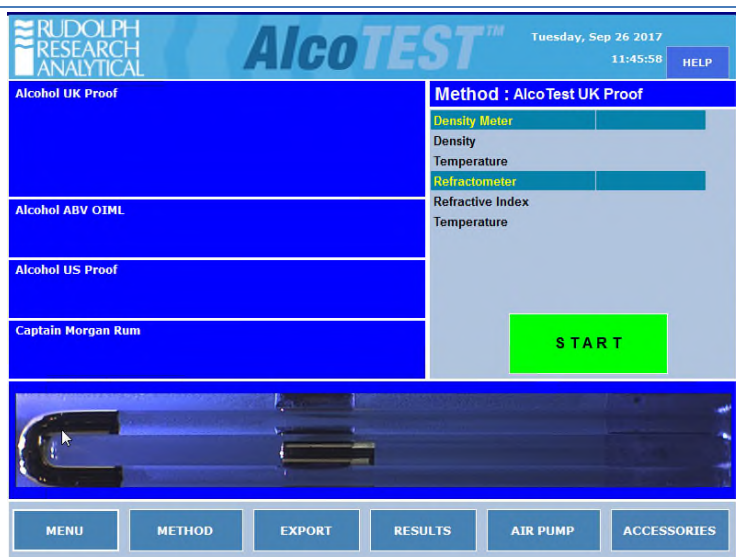 RUDOLPH
RESEARCH
ANALYTICAL
AlcoTEST™
Tuesday, Sep 26 2017
11:45:58
HELP
Alcohol UK Proof
Alcohol ABV OIML
Alcohol US Proof
Captain Morgan Rum
Method : AlcoTest UK Proof
Density Meter
Density
Temperature
Refractometer
Refractive Index
Temperature
START
MENU METHOD EXPORT RESULTS AIR PUMP ACCESSORIES